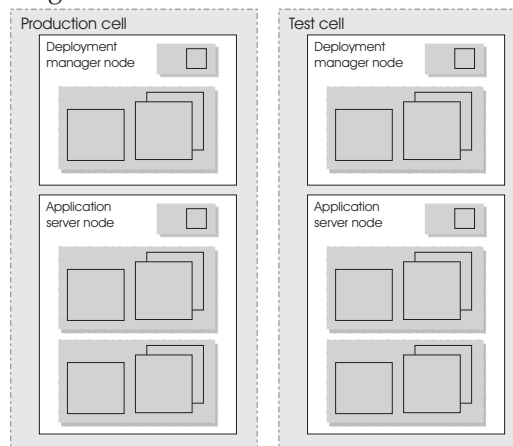 Production cell
Deployment
manager node
Application
server node
Test cell
Deployment
manager node
Application
server node